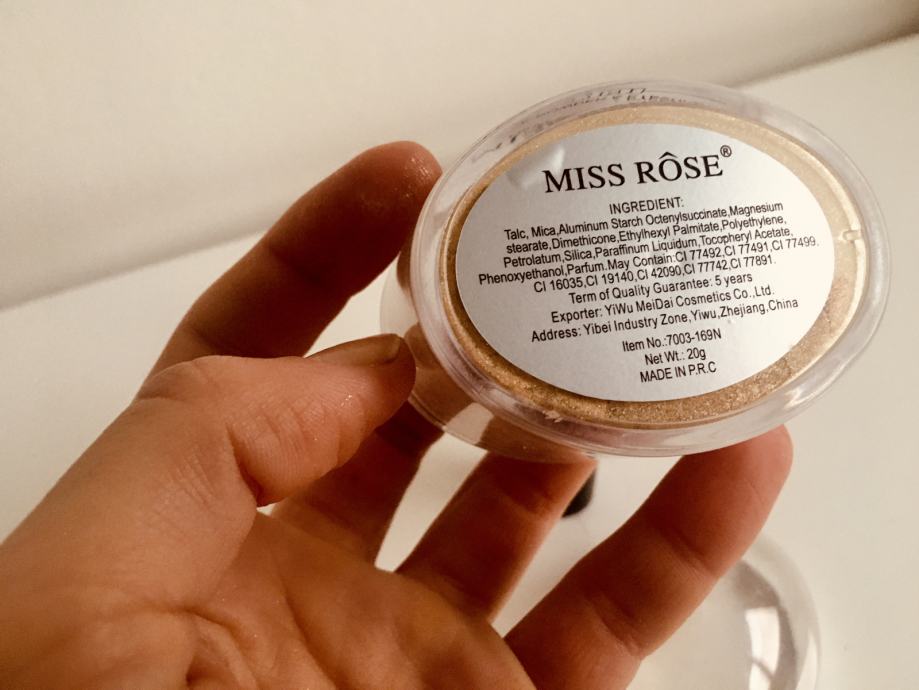 MISS RÔSE®
INGREDIENT:
Talc, Mica,Aluminum Starch Octenylsuccinate,Magnesium
stearate,Dimethicone,Ethylhexyl Palmitate,Polyethylene,
Petrolatum,Silica,Paraffinum Liquidum,Tocopheryl Acetate,
Phenoxyethanol,Parfum.May Contain:CI 77492,CI 77491,CI 77499.
CI 16035,CI 19140,CI 42090,CI 77742,CI 77891.
Term of Quality Guarantee: 5 years
Exporter: YiWu MeiDai Cosmetics Co.,Ltd.
Address: Yibei Industry Zone,Yiwu,Zhejiang,China
Item No.:7003-169N
Net Wt.: 20g
MADE IN P.R.C